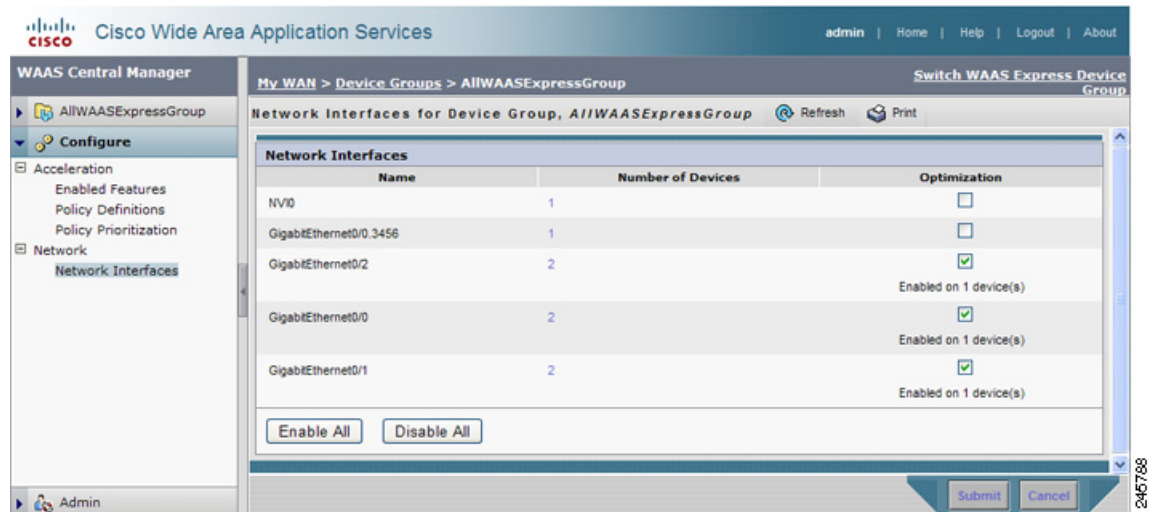 CISCO
Cisco Wide Area Application Services
admin | Home | Help | Logout | About
WAAS Central Manager
AllWAASExpressGroup
Configure
Acceleration
Enabled Features
Policy Definitions
Policy Prioritization
Network
Network Interfaces
Admin
My WAN > Device Groups > AllWAASExpressGroup
Switch WAAS Express Device
Group
Network Interfaces for Device Group, AllWAASExpressGroup Refresh Print
Network Interfaces
Name Number of Devices Optimization
NVI0 1
GigabitEthernet0/0.3456 1
GigabitEthernet0/2 2
Enabled on 1 device(s)
GigabitEthernet0/0 2
Enabled on 1 device(s)
GigabitEthernet0/1 2
Enabled on 1 device(s)
Enable All Disable All
Submit Cancel
245788